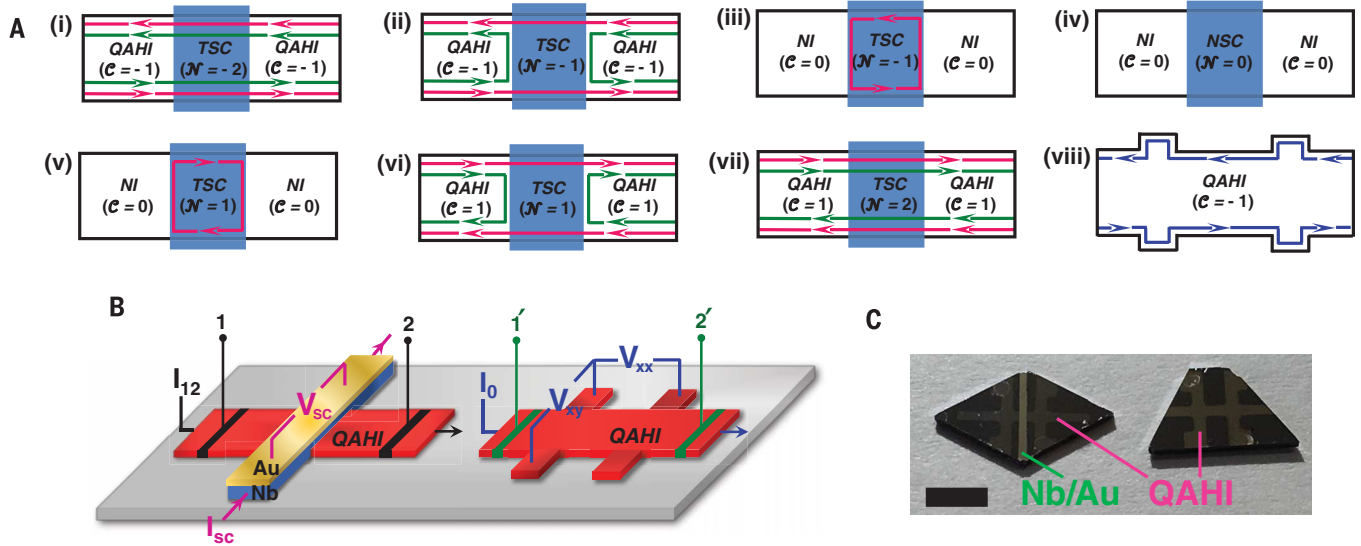 A
(i)
QAHI
(C = -1)
TSC
(N = -2)
QAHI
(C = -1)
(ii)
QAHI
(C = -1)
TSC
(N = -1)
QAHI
(C = -1)
(iii)
NI
(C = 0)
TSC
(N = -1)
NI
(C = 0)
(iv)
NI
(C = 0)
NSC
(N = 0)
NI
(C = 0)
(v)
NI
(C = 0)
TSC
(N = 1)
NI
(C = 0)
(vi)
QAHI
(C = 1)
TSC
(N = 1)
QAHI
(C = 1)
(vii)
QAHI
(C = 1)
TSC
(N = 2)
QAHI
(C = 1)
(viii)
QAHI
(C = -1)
B
1
2
1′
2′
I12
Vsc
QAHI
Au
Nb
Isc
I0
Vxy
Vxx
C
Nb/Au
QAHI